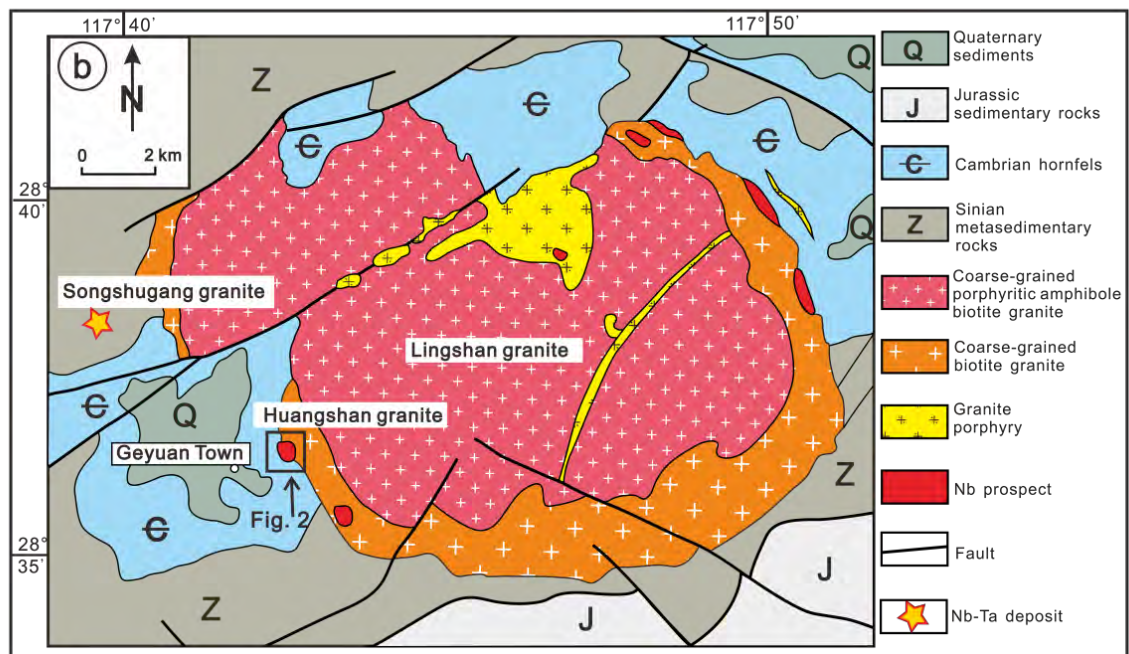 117° 40′
117° 50′
b
N
0 2 km
28°
40′
28°
35′
Z
Є
Є
Є
Q
Q
Songshugang granite
Lingshan granite
Є
Q
Huangshan granite
Geyuan Town
Fig. 2
Є
Z
Z
J
J
Q Quaternary
sediments
J Jurassic
sedimentary rocks
Є Cambrian hornfels
Z Sinian
metasedimentary
rocks
Coarse-grained
porphyritic amphibole
biotite granite
Coarse-grained
biotite granite
Granite
porphyry
Nb prospect
Fault
Nb-Ta deposit